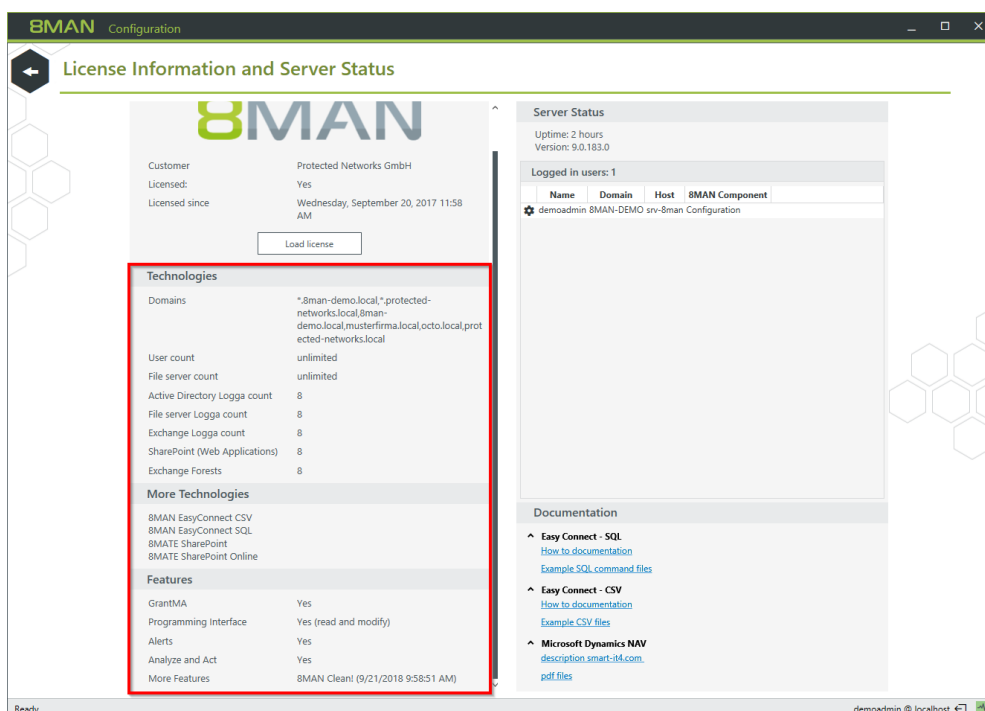 8MAN Configuration
License Information and Server Status
8MAN
Customer Protected Networks GmbH
Licensed: Yes
Licensed since Wednesday, September 20, 2017 11:58
AM
Load license
Technologies
Domains *.8man-demo.local,*.protected-
networks.local,8man-
demo.local,musterfirma.local,octo.local,prot
ected-networks.local
User count unlimited
File server count unlimited
Active Directory Logga count 8
File server Logga count 8
Exchange Logga count 8
SharePoint (Web Applications) 8
Exchange Forests 8
More Technologies
8MAN EasyConnect CSV
8MAN EasyConnect SQL
8MATE SharePoint
8MATE SharePoint Online
Features
GrantMA Yes
Programming Interface Yes (read and modify)
Alerts Yes
Analyze and Act Yes
More Features 8MAN Clean! (9/21/2018 9:58:51 AM)
Server Status
Uptime: 2 hours
Version: 9.0.183.0
Logged in users: 1
Name Domain Host 8MAN Component
demoadmin 8MAN-DEMO srv-8man Configuration
Documentation
Easy Connect - SQL
How to documentation
Example SQL command files
Easy Connect - CSV
How to documentation
Example CSV files
Microsoft Dynamics NAV
description smart-it4.com
pdf files
Ready demoadmin @ localhost